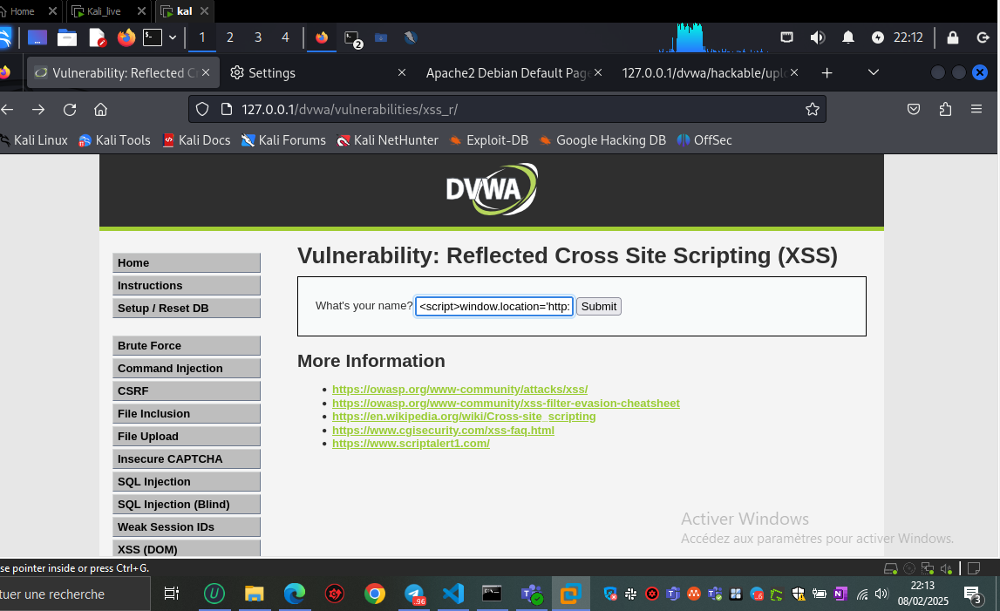 Home
Kali_live
kal
1
2
3
4
2
22:12
Vulnerability: Reflected C
Settings
Apache2 Debian Default Page
127.0.0.1/dvwa/hackable/uplo
127.0.0.1/dvwa/vulnerabilities/xss_r/
Kali Linux
Kali Tools
Kali Docs
Kali Forums
Kali NetHunter
Exploit-DB
Google Hacking DB
OffSec
DVWA
Home
Instructions
Setup / Reset DB
Brute Force
Command Injection
CSRF
File Inclusion
File Upload
Insecure CAPTCHA
SQL Injection
SQL Injection (Blind)
Weak Session IDs
XSS (DOM)
Vulnerability: Reflected Cross Site Scripting (XSS)
What's your name? <script>window.location='http: Submit
More Information
https://owasp.org/www-community/attacks/xss/
https://owasp.org/www-community/xss-filter-evasion-cheatsheet
https://en.wikipedia.org/wiki/Cross-site_scripting
https://www.cgisecurity.com/xss-faq.html
https://www.scriptalert1.com/
Activer Windows
Accédez aux paramètres pour activer Windows.
se pointer inside or press Ctrl+G.
tuer une recherche
.96
22:13
08/02/2025
3